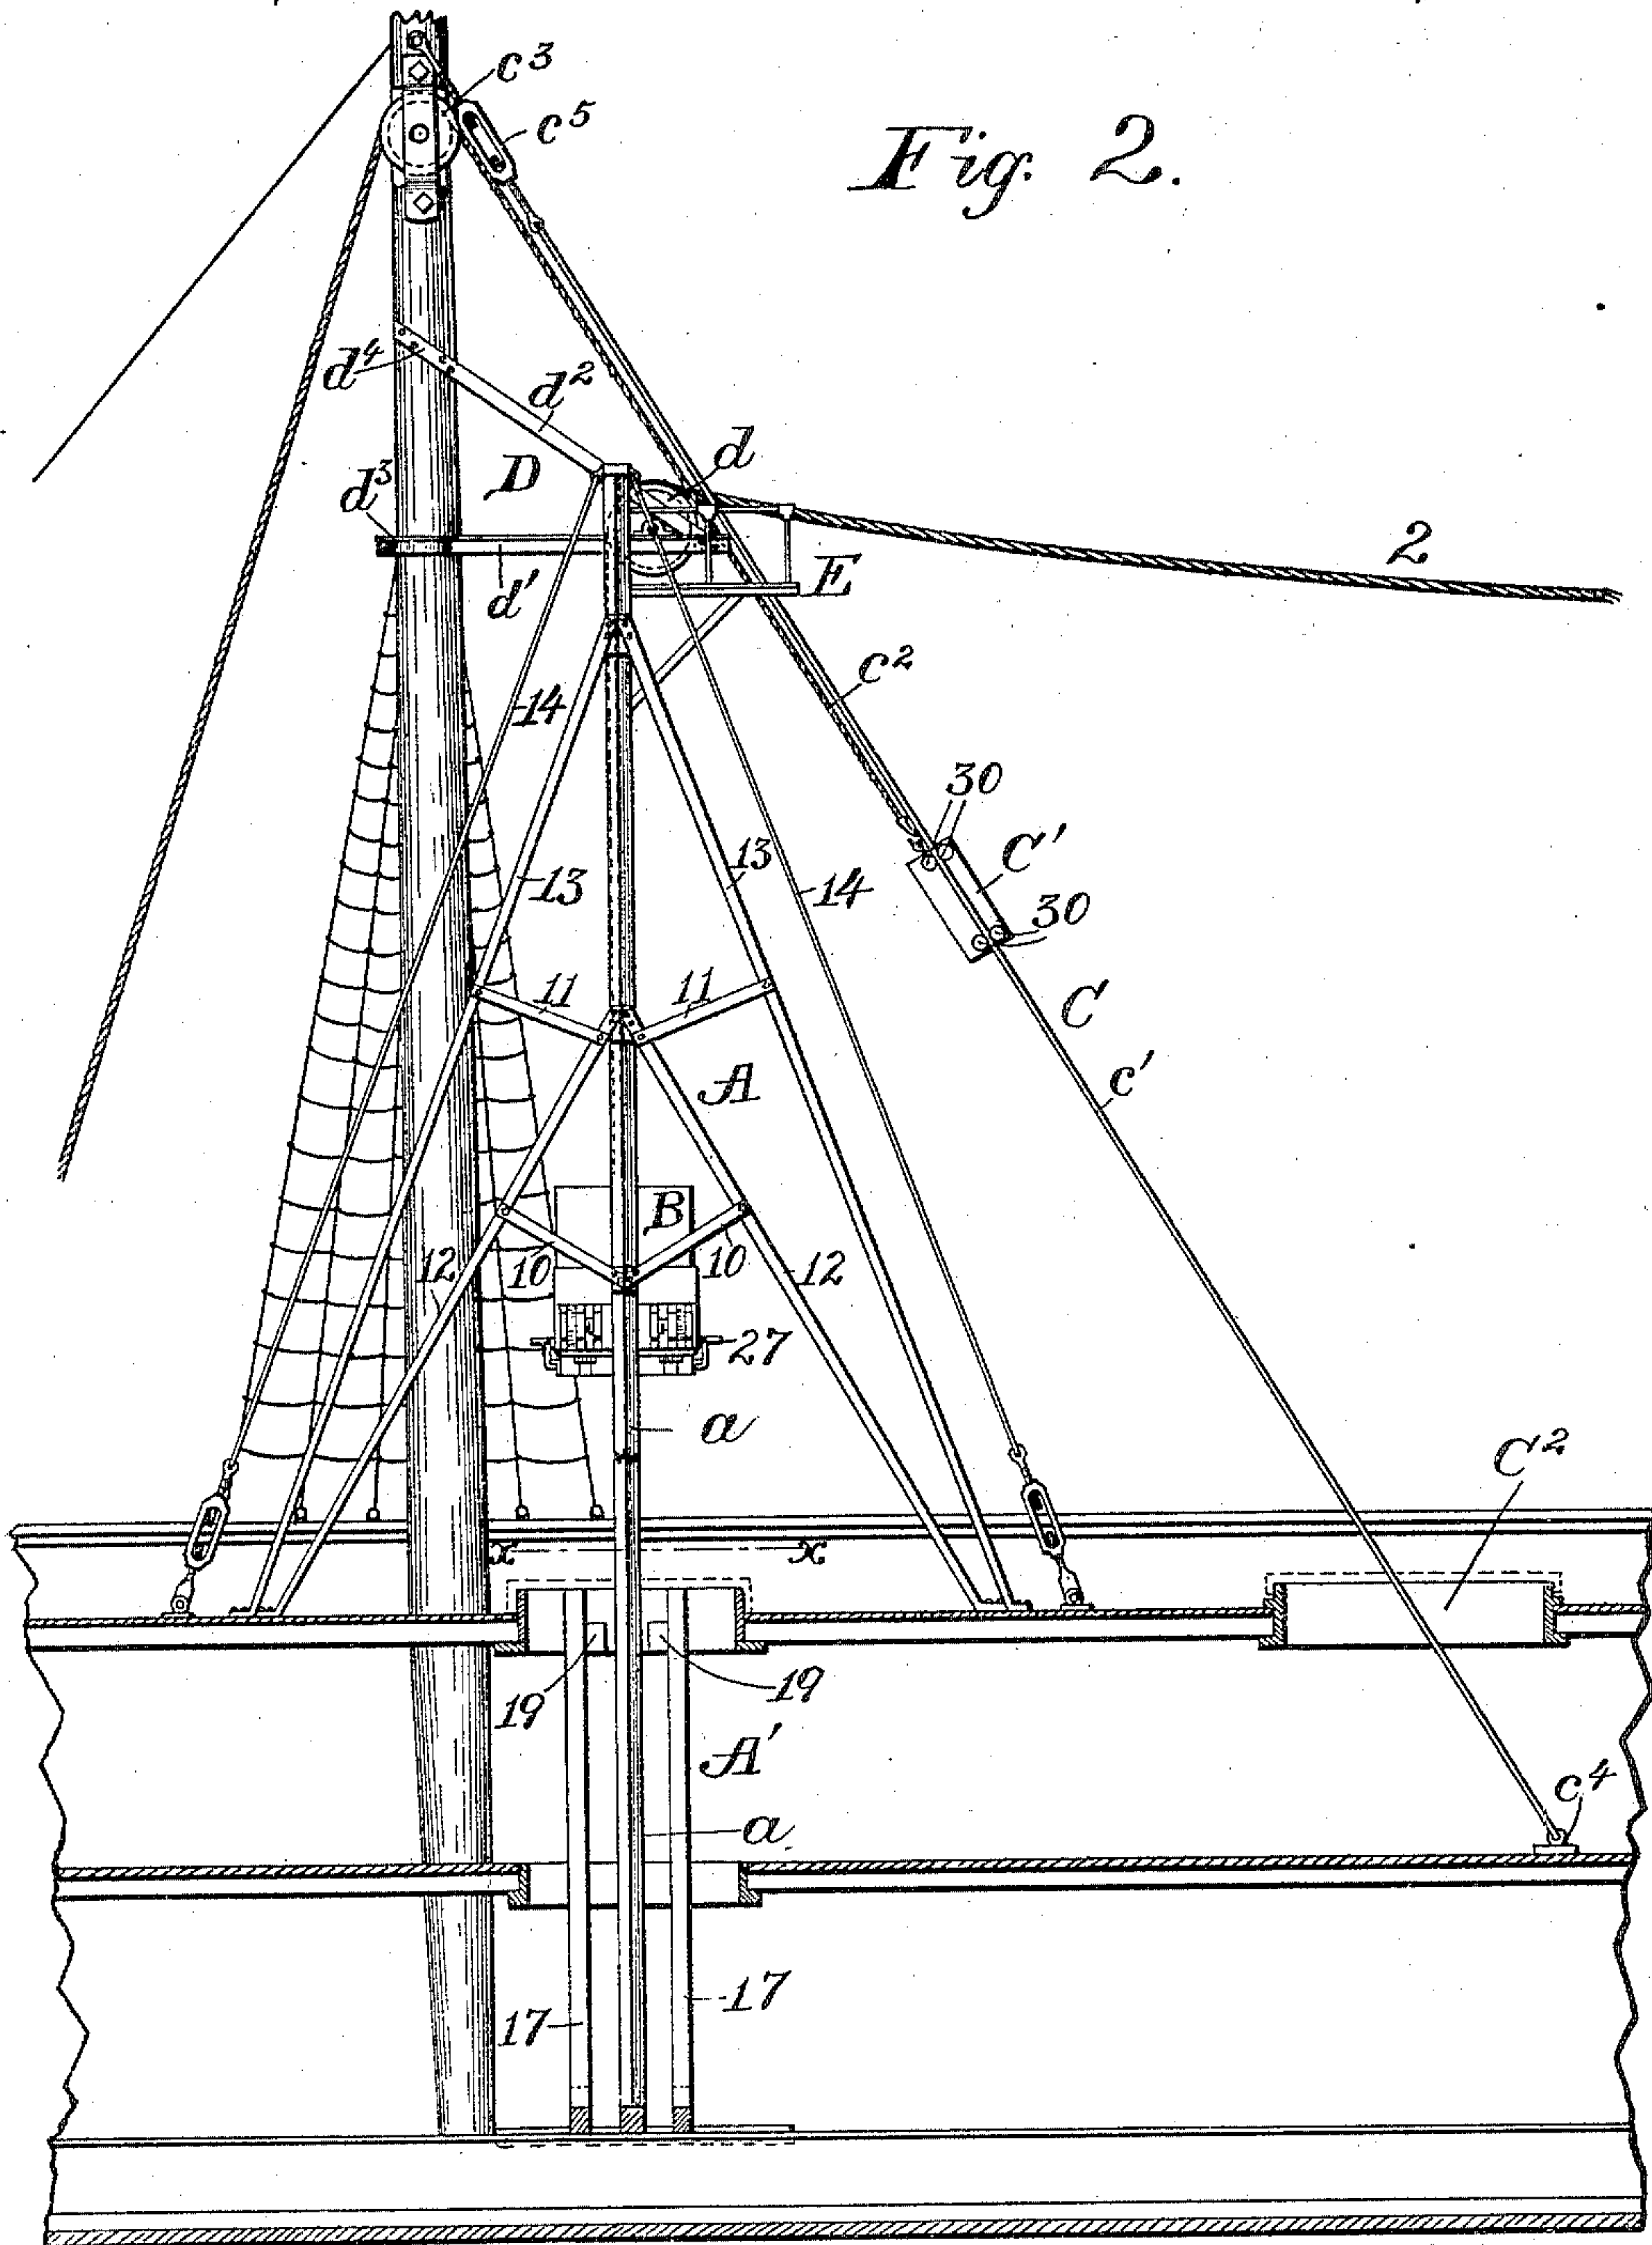 c³
c⁵
Fig. 2.
d⁴
d²
d
d³
D
2
E
d'
c²
14
30
13
13
C'
14
30
11
11
C
A
c'
B
12
10
10
12
27
a
C²
x
x
19
19
A'
c⁴
a
17
17